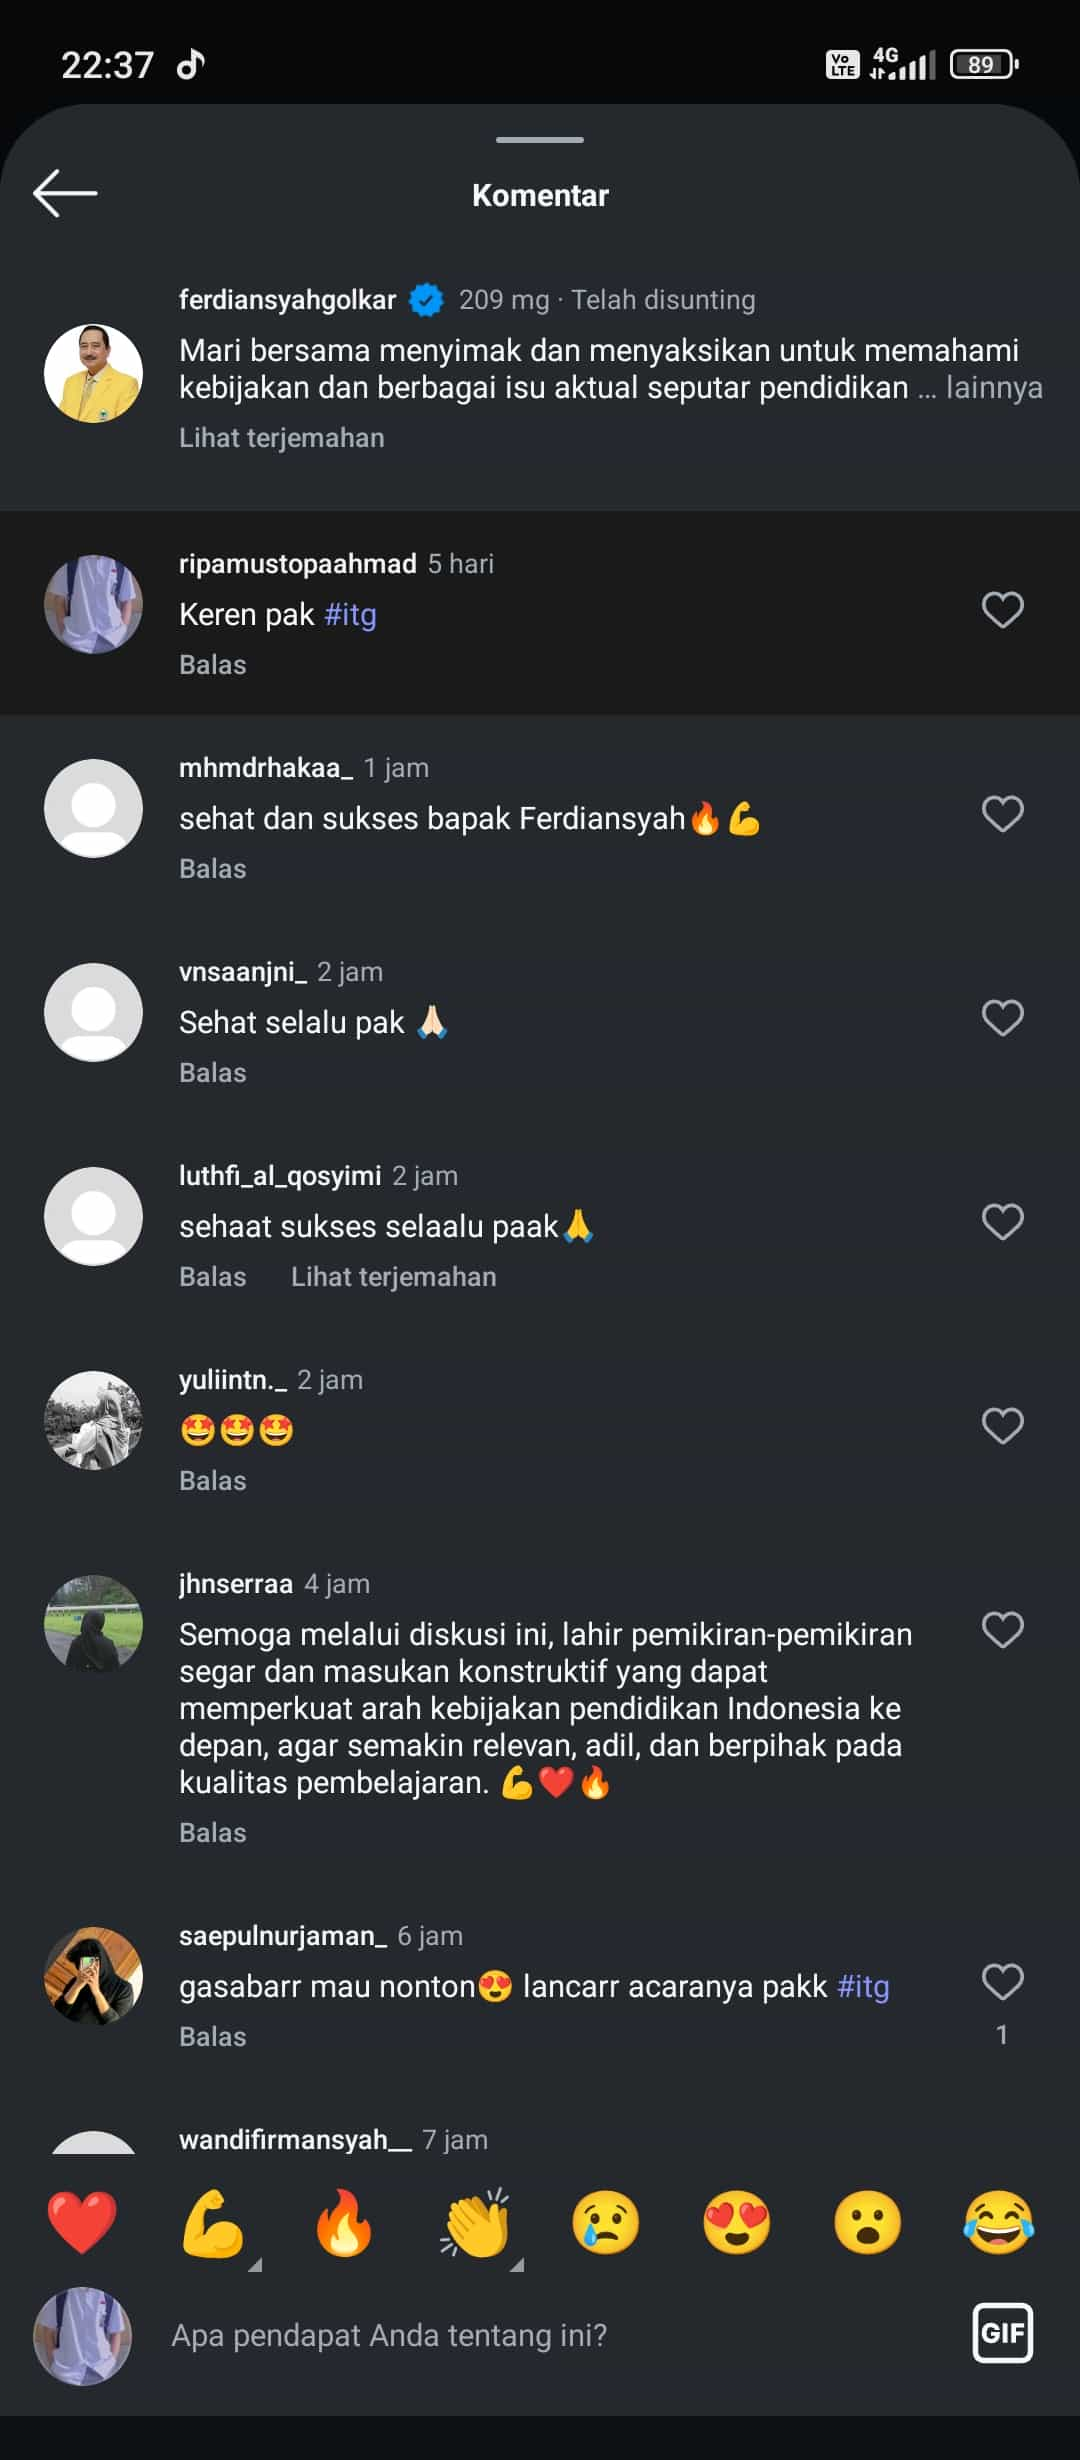 22:37
Vo LTE 4G 89
Komentar
ferdiansyahgolkar 209 mg · Telah disunting
Mari bersama menyimak dan menyaksikan untuk memahami
kebijakan dan berbagai isu aktual seputar pendidikan ... lainnya
Lihat terjemahan
ripamustopaahmad 5 hari
Keren pak #itg
Balas
mhmdrhakaa_ 1 jam
sehat dan sukses bapak Ferdiansyah🔥💪
Balas
vnsaanjni_ 2 jam
Sehat selalu pak 🙏🏻
Balas
luthfi_al_qosyimi 2 jam
sehaat sukses selaalu paak🙏
Balas Lihat terjemahan
yuliintn._ 2 jam
🤩🤩🤩
Balas
jhnserraa 4 jam
Semoga melalui diskusi ini, lahir pemikiran-pemikiran
segar dan masukan konstruktif yang dapat
memperkuat arah kebijakan pendidikan Indonesia ke
depan, agar semakin relevan, adil, dan berpihak pada
kualitas pembelajaran. 💪❤️🔥
Balas
saepulnurjaman_ 6 jam
gasabarr mau nonton😍 lancarr acaranya pakk #itg
Balas
1
wandifirmansyah__ 7 jam
❤️ 💪 🔥 👏 😢 😍 😮 😂
Apa pendapat Anda tentang ini?
GIF